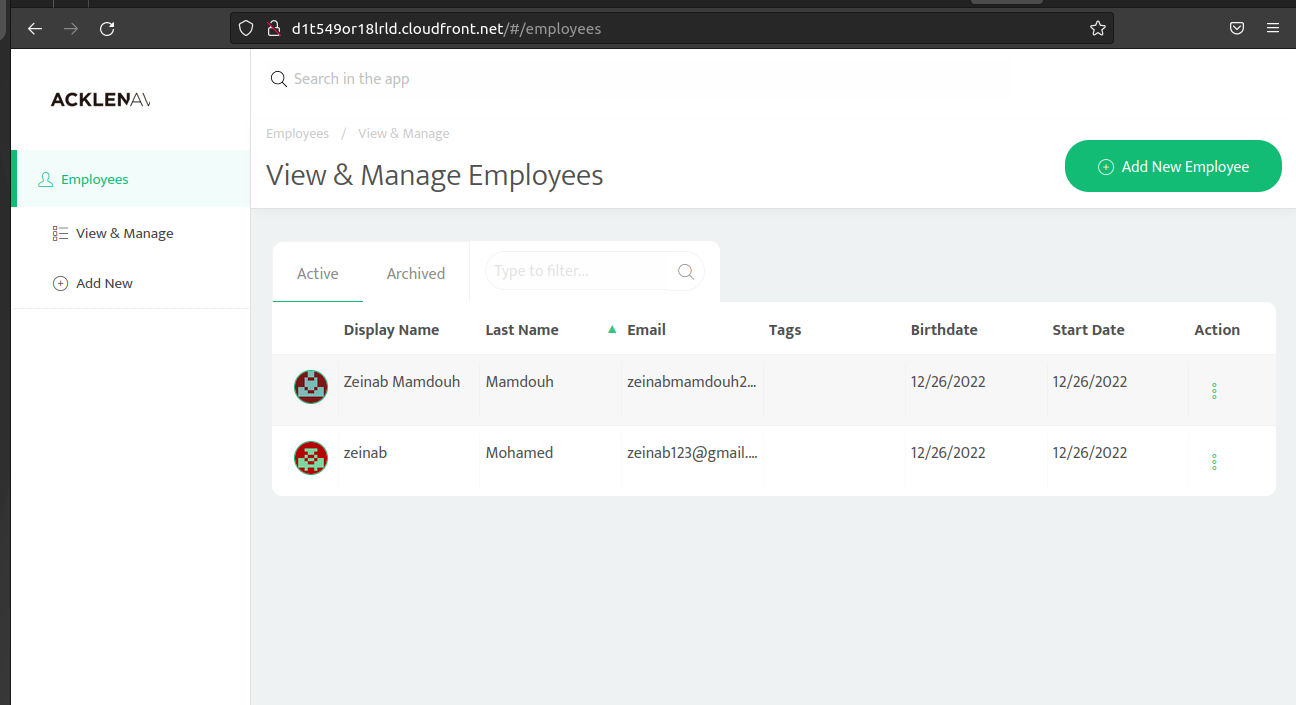 d1t549or18lrld.cloudfront.net/#/employees
ACKLENAV
Search in the app
Employees / View & Manage
View & Manage Employees
Add New Employee
Employees
View & Manage
Add New
Active Archived Type to filter...
Display Name Last Name Email Tags Birthdate Start Date Action
Zeinab Mamdouh Mamdouh zeinabmamdouh2... 12/26/2022 12/26/2022
zeinab Mohamed zeinab123@gmail.... 12/26/2022 12/26/2022